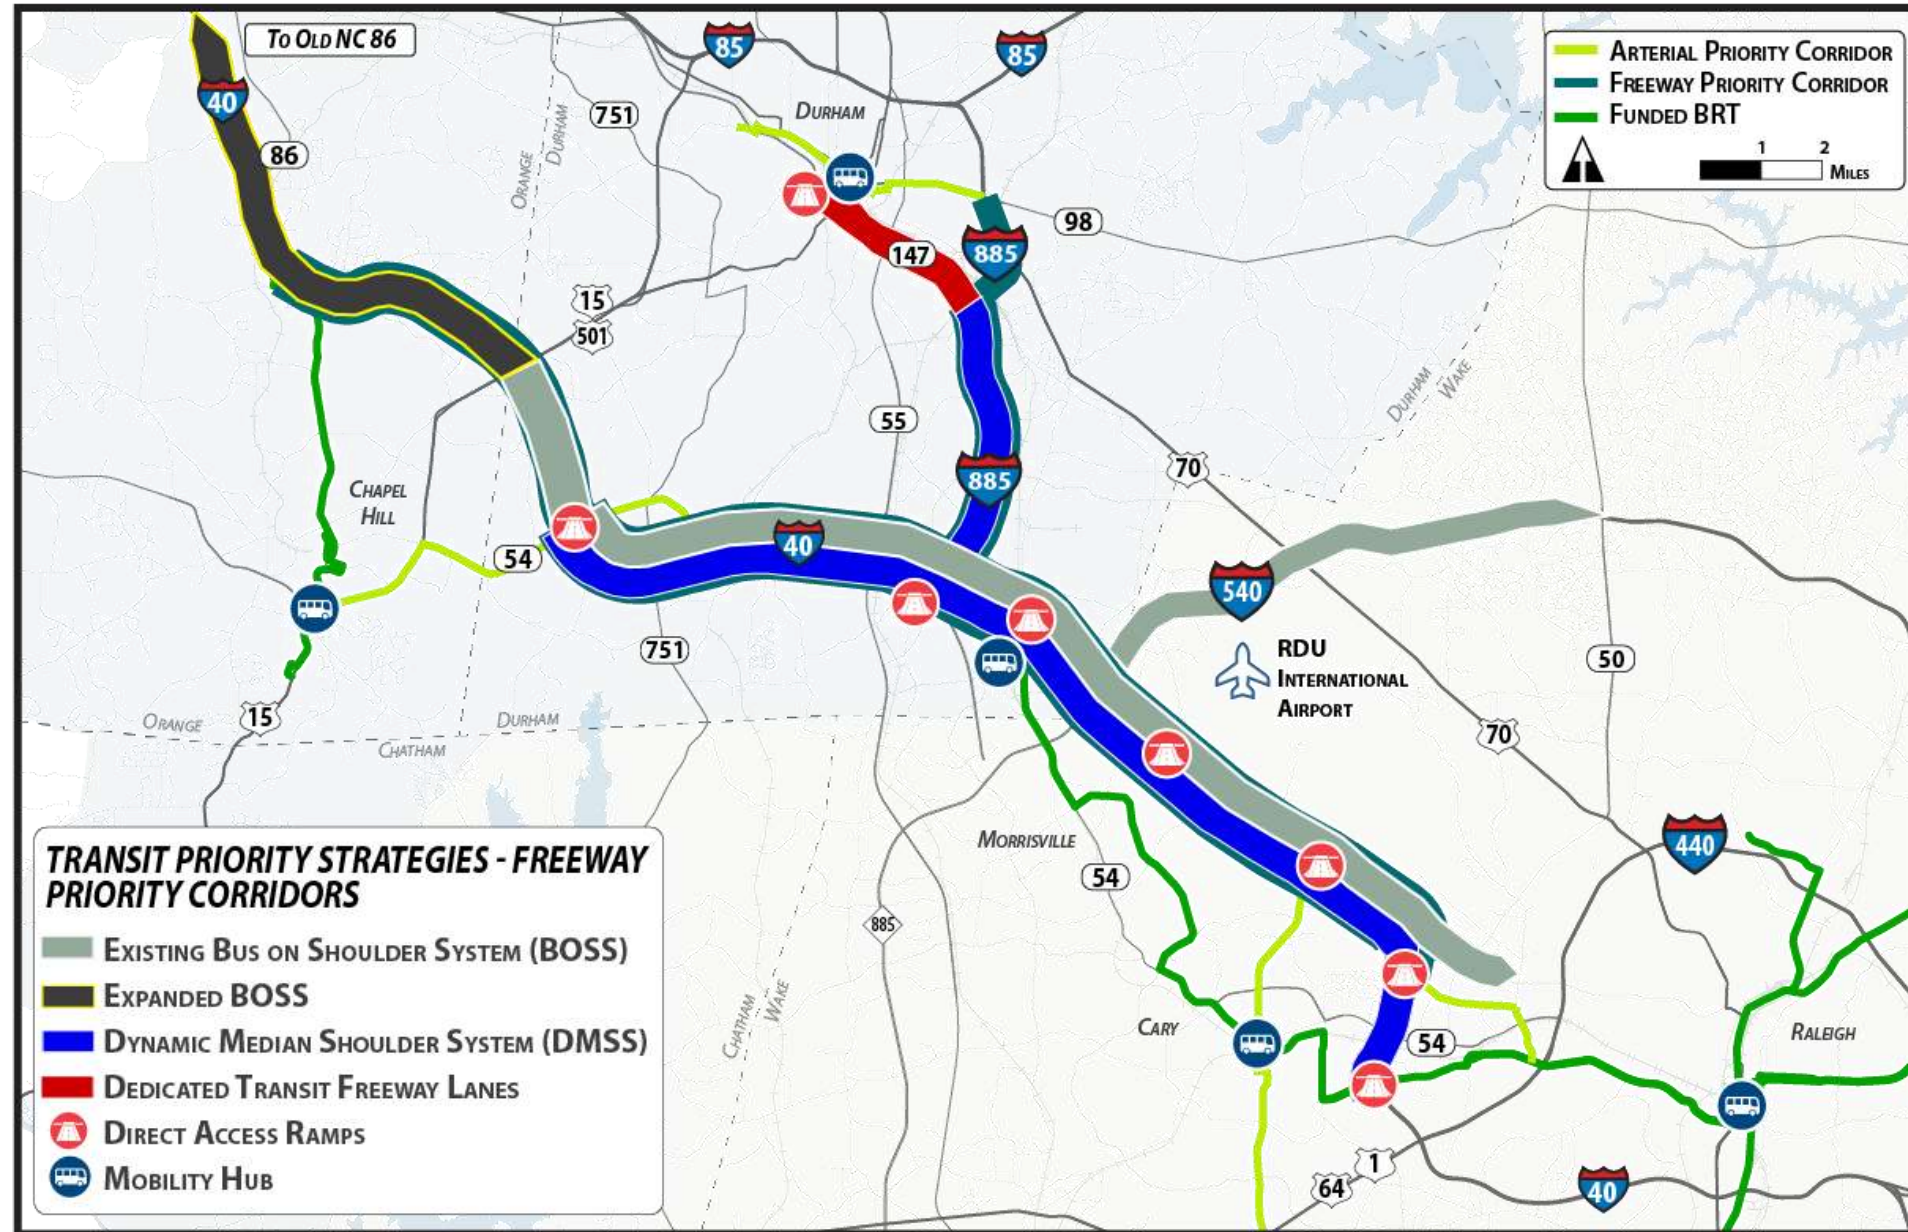 To Old NC 86
85
85
Arterial Priority Corridor
Freeway Priority Corridor
Funded BRT
1 2
Miles
40
751
Durham
Durham
Orange
86
98
147
885
15
501
Durham
Wake
55
70
885
Chapel
Hill
54
40
540
RDU
International
Airport
751
50
15
Orange
Durham
Chatham
70
Morrisville
440
54
885
Chatham
Wake
Cary
54
Raleigh
1
64
40
Transit Priority Strategies - Freeway
Priority Corridors
Existing Bus on Shoulder System (BOSS)
Expanded BOSS
Dynamic Median Shoulder System (DMSS)
Dedicated Transit Freeway Lanes
Direct Access Ramps
Mobility Hub